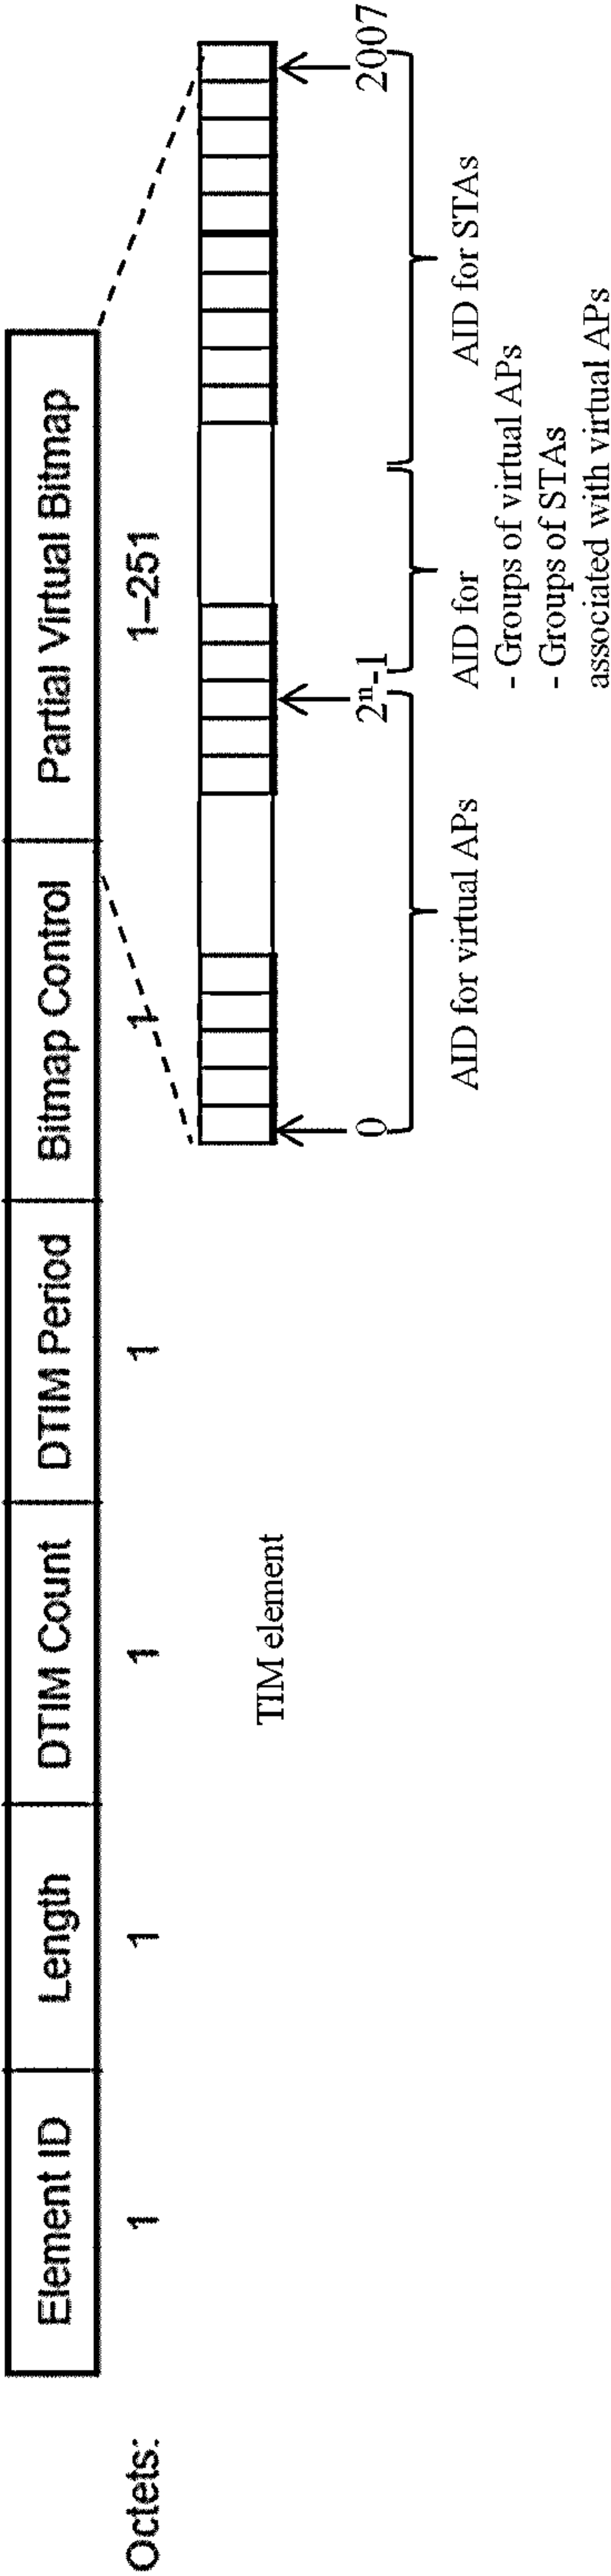 Element ID
Length
DTIM Count
DTIM Period
Bitmap Control
Partial Virtual Bitmap
Octets:
1
1
1
1
1
1–251
TIM element
0
2ⁿ-1
2007
AID for virtual APs
AID for
- Groups of virtual APs
- Groups of STAs
associated with virtual APs
AID for STAs